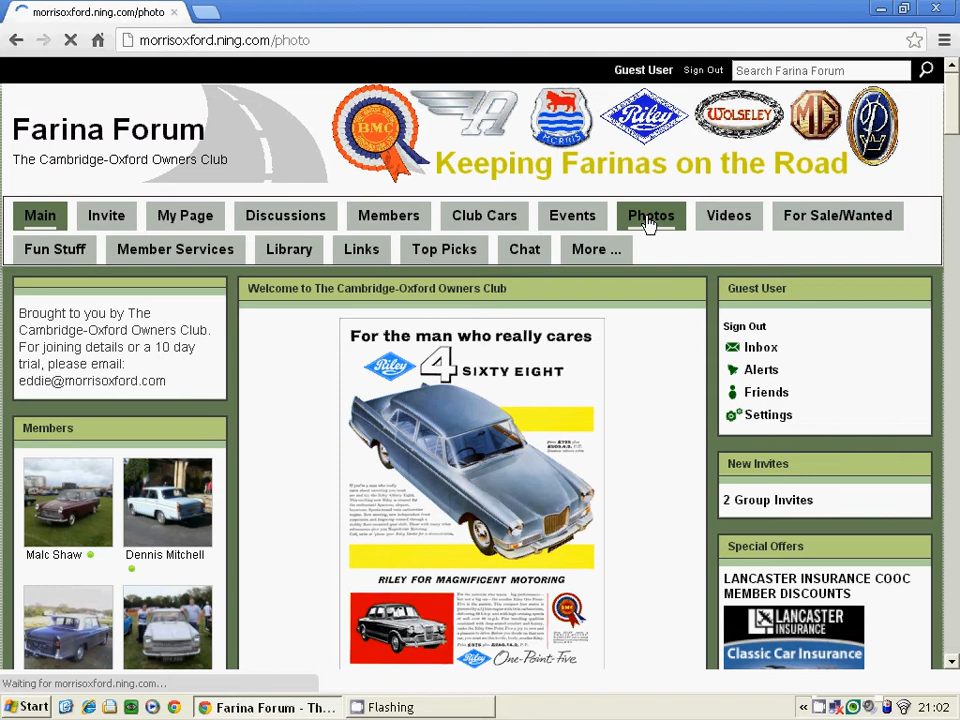 morrisoxford.ning.com/photo
morrisoxford.ning.com/photo
Guest User Sign Out Search Farina Forum
Farina Forum
The Cambridge-Oxford Owners Club
BMC
MORRIS
Riley
WOLSELEY
MG
Keeping Farinas on the Road
Main Invite My Page Discussions Members Club Cars Events Photos Videos For Sale/Wanted
Fun Stuff Member Services Library Links Top Picks Chat More ...
Brought to you by The
Cambridge-Oxford Owners Club.
For joining details or a 10 day
trial, please email:
eddie@morrisoxford.com
Members
Malc Shaw
Dennis Mitchell
Welcome to The Cambridge-Oxford Owners Club
For the man who really cares
Riley 4 SIXTY EIGHT
RILEY FOR MAGNIFICENT MOTORING
Riley One-Point-Five
Guest User
Sign Out
Inbox
Alerts
Friends
Settings
New Invites
2 Group Invites
Special Offers
LANCASTER INSURANCE COOC
MEMBER DISCOUNTS
LANCASTER
INSURANCE
Classic Car Insurance
Waiting for morrisoxford.ning.com...
Start Farina Forum - Th... Flashing « 21:02